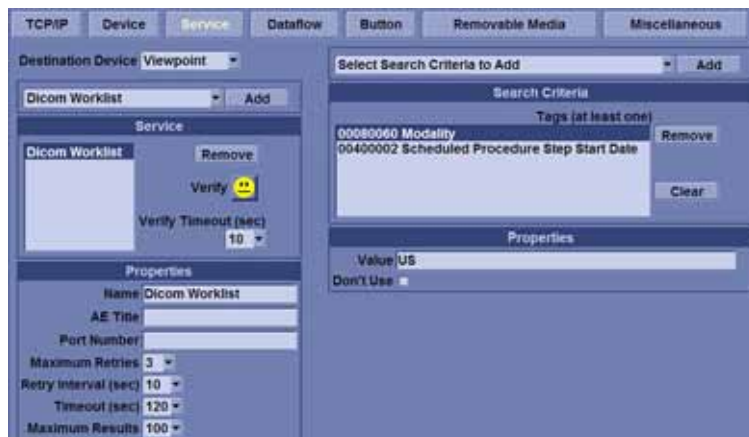 TCP/IP Device Service Dataflow Button Removable Media Miscellaneous
Destination Device Viewpoint
Dicom Worklist Add
Service
Dicom Worklist
Remove
Verify
Verify Timeout (sec)
10
Properties
Name Dicom Worklist
AE Title
Port Number
Maximum Retries 3
Retry Interval (sec) 10
Timeout (sec) 120
Maximum Results 100
Select Search Criteria to Add Add
Search Criteria
Tags (at least one)
00080060 Modality
00400002 Scheduled Procedure Step Start Date
Remove
Clear
Properties
Value US
Don't Use